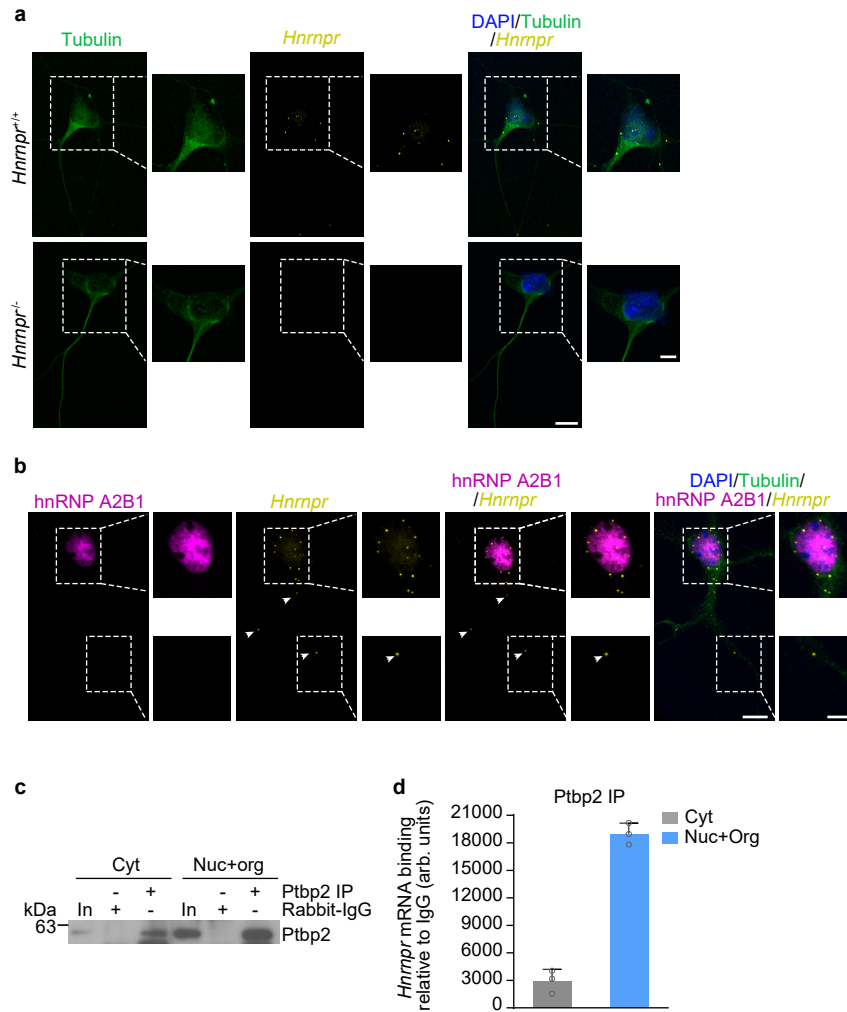 a
Tubulin
Hnrnpr
DAPI/Tubulin
/Hnrnpr
Hnrnpr+/+
Hnrnpr-/-
b
hnRNP A2B1
Hnrnpr
hnRNP A2B1
/Hnrnpr
DAPI/Tubulin/
hnRNP A2B1/Hnrnpr
c
Cyt Nuc+org
- + - + Ptbp2 IP
kDa In + - In + - Rabbit-IgG
63 Ptbp2
d
Ptbp2 IP
Cyt
Nuc+Org
Hnrnpr mRNA binding
relative to IgG (arb. units)
21000
18000
15000
12000
9000
6000
3000
0